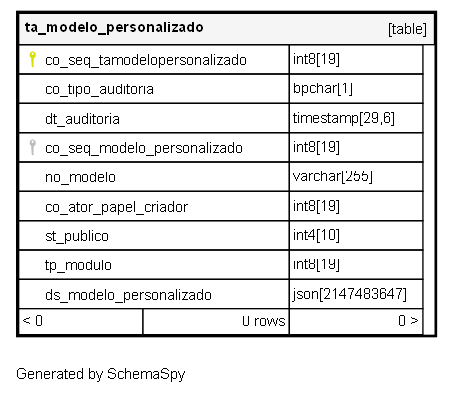 ta_modelo_personalizado [table]
co_seq_tamodelopersonalizado int8[19]
co_tipo_auditoria bpchar[1]
dt_auditoria timestamp[29,6]
co_seq_modelo_personalizado int8[19]
no_modelo varchar[255]
co_ator_papel_criador int8[19]
st_publico int4[10]
tp_modulo int8[19]
ds_modelo_personalizado json[2147483647]
< 0 0 rows 0 >
Generated by SchemaSpy